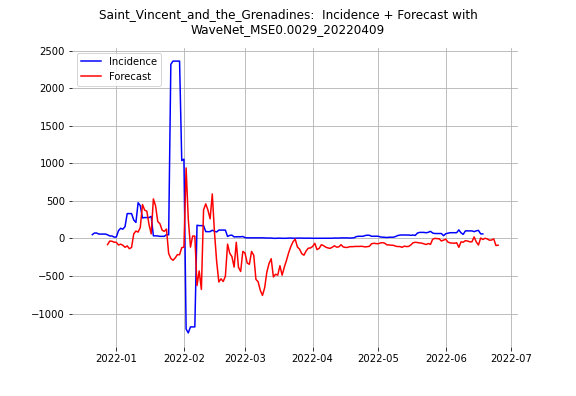 Saint_Vincent_and_the_Grenadines:  Incidence + Forecast with
WaveNet_MSE0.0029_20220409
Incidence
Forecast
2500
2000
1500
1000
500
0
−500
−1000
2022-01 2022-02 2022-03 2022-04 2022-05 2022-06 2022-07